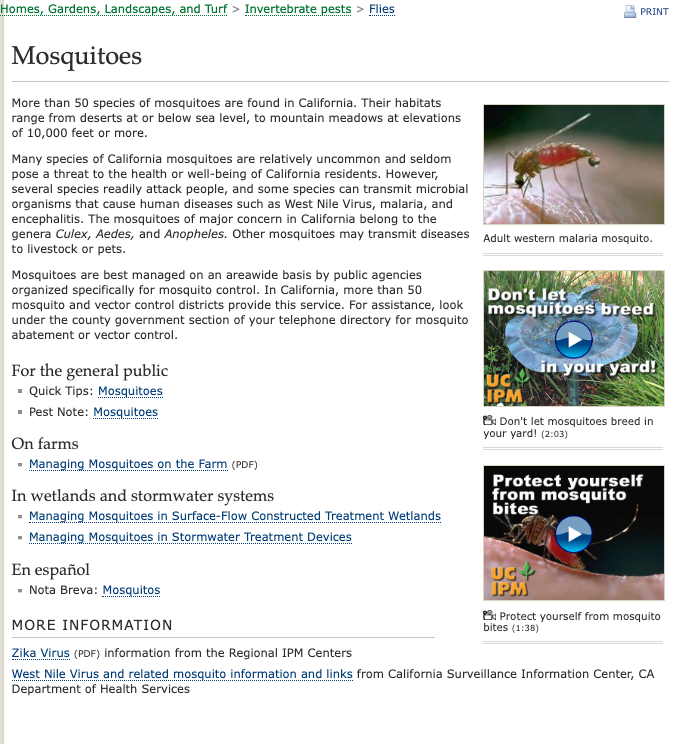 Homes, Gardens, Landscapes, and Turf > Invertebrate pests > Flies
PRINT
Mosquitoes
More than 50 species of mosquitoes are found in California. Their habitats
range from deserts at or below sea level, to mountain meadows at elevations
of 10,000 feet or more.
Many species of California mosquitoes are relatively uncommon and seldom
pose a threat to the health or well-being of California residents. However,
several species readily attack people, and some species can transmit microbial
organisms that cause human diseases such as West Nile Virus, malaria, and
encephalitis. The mosquitoes of major concern in California belong to the
genera Culex, Aedes, and Anopheles. Other mosquitoes may transmit diseases
to livestock or pets.
Mosquitoes are best managed on an areawide basis by public agencies
organized specifically for mosquito control. In California, more than 50
mosquito and vector control districts provide this service. For assistance, look
under the county government section of your telephone directory for mosquito
abatement or vector control.
For the general public
Quick Tips: Mosquitoes
Pest Note: Mosquitoes
On farms
Managing Mosquitoes on the Farm (PDF)
In wetlands and stormwater systems
Managing Mosquitoes in Surface-Flow Constructed Treatment Wetlands
Managing Mosquitoes in Stormwater Treatment Devices
En español
Nota Breva: Mosquitos
MORE INFORMATION
Zika Virus (PDF) information from the Regional IPM Centers
West Nile Virus and related mosquito information and links from California Surveillance Information Center, CA
Department of Health Services
Adult western malaria mosquito.
Don't let
mosquitoes breed
in your yard!
UC
IPM
Don't let mosquitoes breed in
your yard! (2:03)
Protect yourself
from mosquito
bites
UC
IPM
Protect yourself from mosquito
bites (1:38)